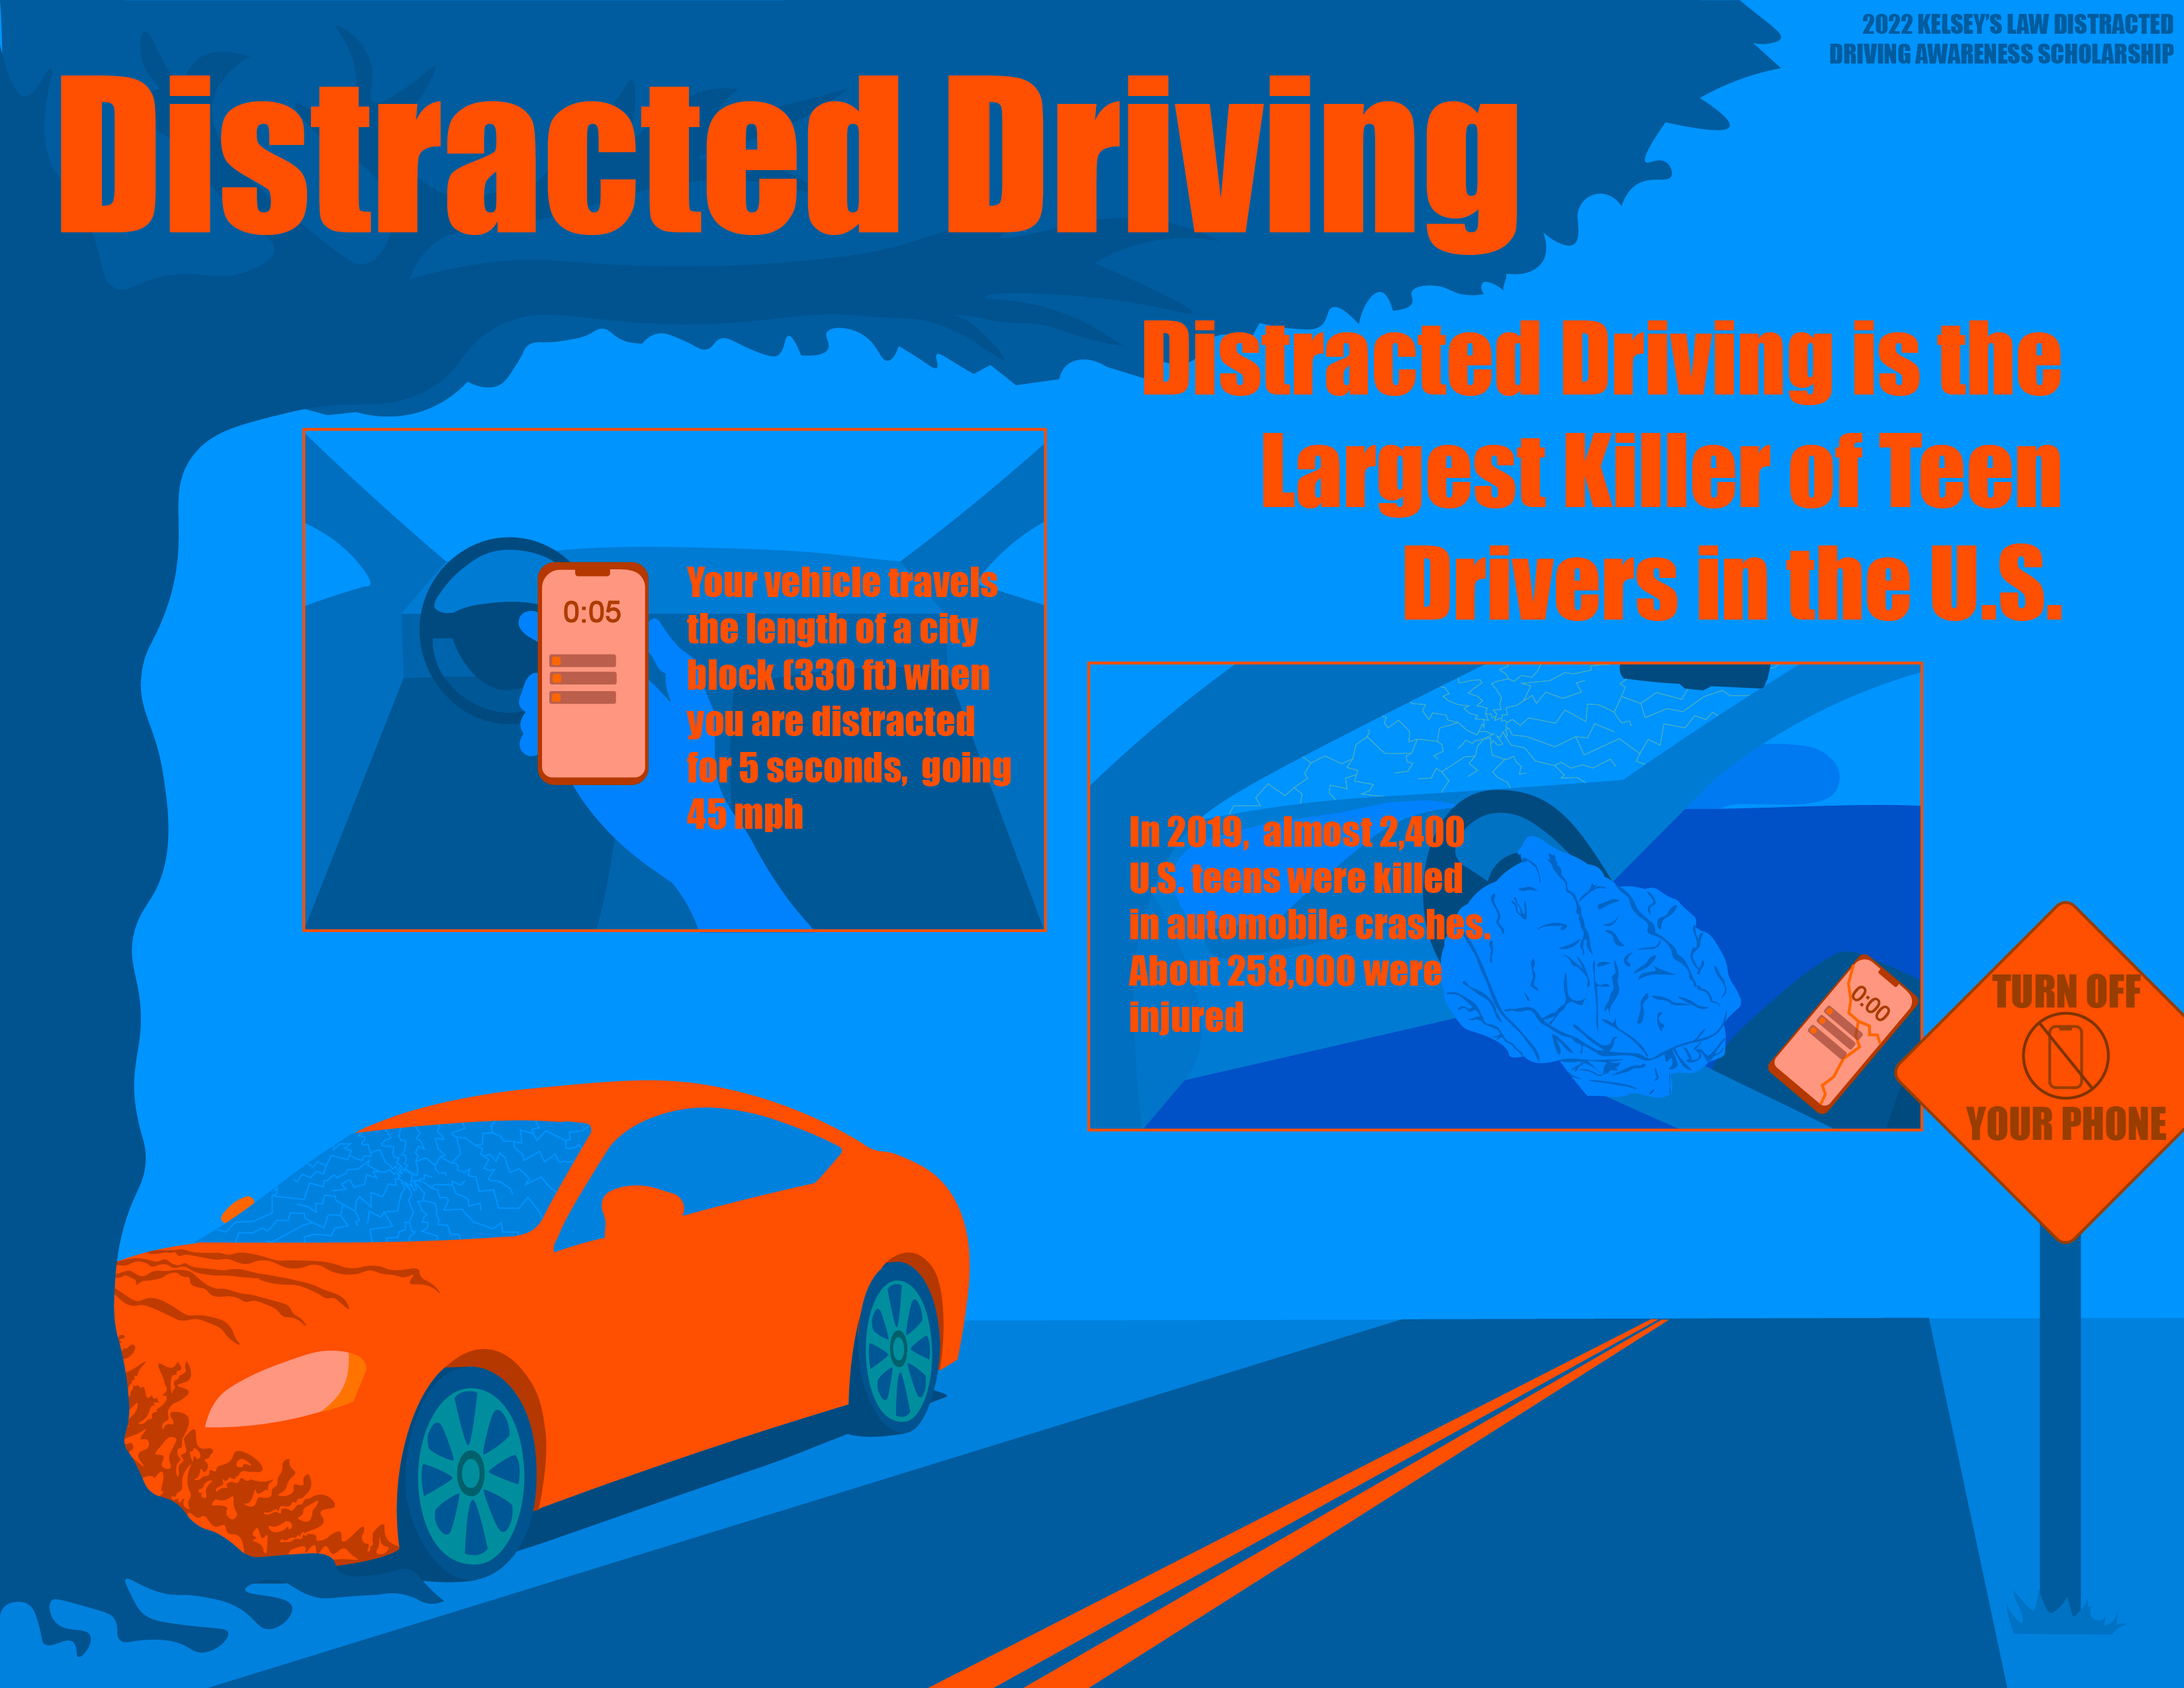 2022 KELSEY'S LAW DISTRACTED
DRIVING AWARENESS SCHOLARSHIP
Distracted Driving
Distracted Driving is the
Largest Killer of Teen
Drivers in the U.S.
0:05
Your vehicle travels
the length of a city
block (330 ft) when
you are distracted
for 5 seconds, going
45 mph
In 2019, almost 2,400
U.S. teens were killed
in automobile crashes.
About 258,000 were
injured
0:00
TURN OFF
YOUR PHONE